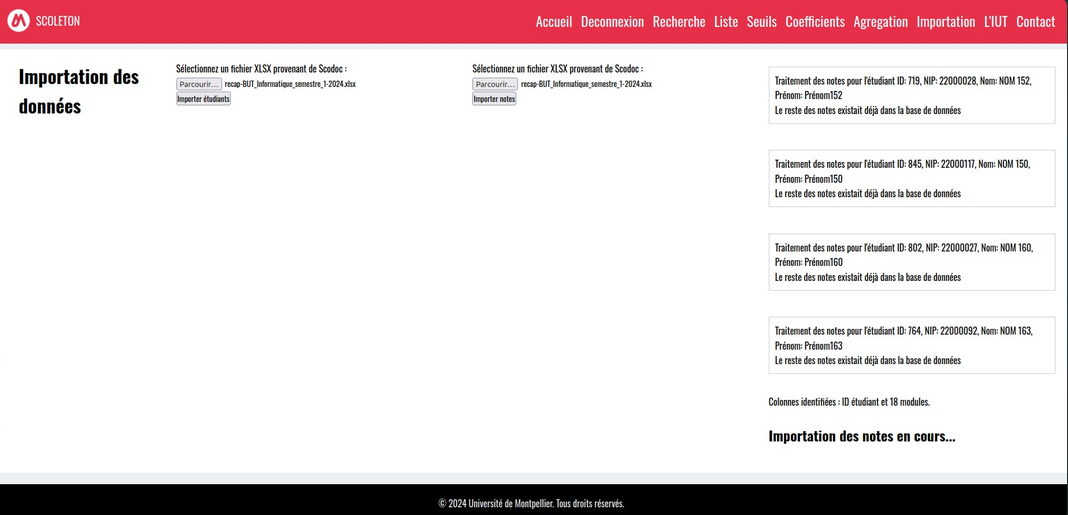 SCOLETON
Accueil Deconnexion Recherche Liste Seuils Coefficients Agregation Importation L'IUT Contact
Importation des
données
Sélectionnez un fichier XLSX provenant de Scodoc :
Parcourir... recap-BUT_Informatique_semestre_1-2024.xlsx
Importer étudiants
Sélectionnez un fichier XLSX provenant de Scodoc :
Parcourir... recap-BUT_Informatique_semestre_1-2024.xlsx
Importer notes
Traitement des notes pour l'étudiant ID: 719, NIP: 22000028, Nom: NOM 152,
Prénom: Prénom152
Le reste des notes existait déjà dans la base de données
Traitement des notes pour l'étudiant ID: 845, NIP: 22000117, Nom: NOM 150,
Prénom: Prénom150
Le reste des notes existait déjà dans la base de données
Traitement des notes pour l'étudiant ID: 802, NIP: 22000027, Nom: NOM 160,
Prénom: Prénom160
Le reste des notes existait déjà dans la base de données
Traitement des notes pour l'étudiant ID: 764, NIP: 22000092, Nom: NOM 163,
Prénom: Prénom163
Le reste des notes existait déjà dans la base de données
Colonnes identifiées : ID étudiant et 18 modules.
Importation des notes en cours...
© 2024 Université de Montpellier. Tous droits réservés.